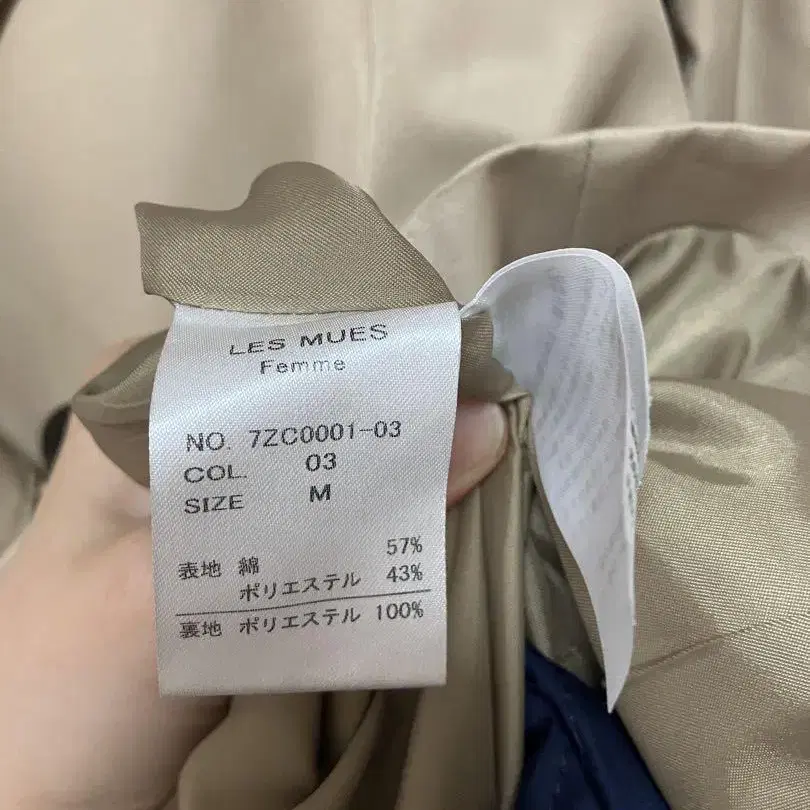 LES MUES
Femme
NO. 7ZC0001-03
COL. 03
SIZE M
表地 綿 57%
ポリエステル 43%
裏地 ポリエステル 100%